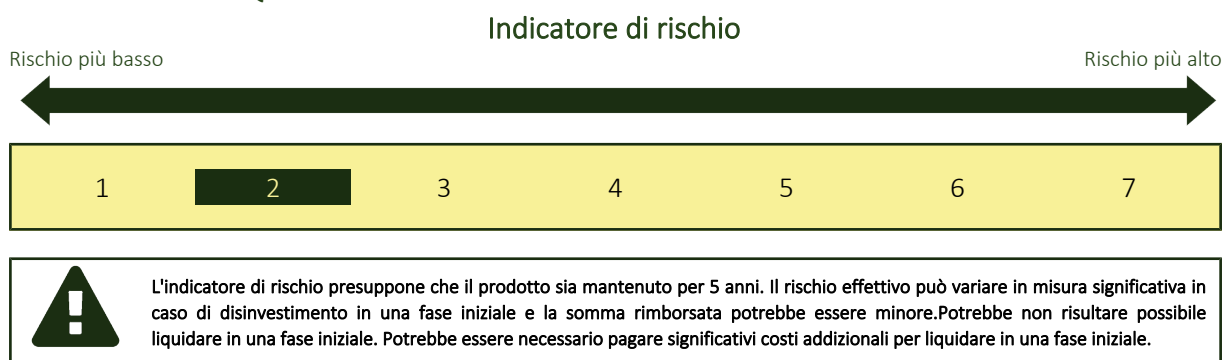 Indicatore di rischio
Rischio più basso
Rischio più alto
1 2 3 4 5 6 7
L'indicatore di rischio presuppone che il prodotto sia mantenuto per 5 anni. Il rischio effettivo può variare in misura significativa in
caso di disinvestimento in una fase iniziale e la somma rimborsata potrebbe essere minore.Potrebbe non risultare possibile
liquidare in una fase iniziale. Potrebbe essere necessario pagare significativi costi addizionali per liquidare in una fase iniziale.